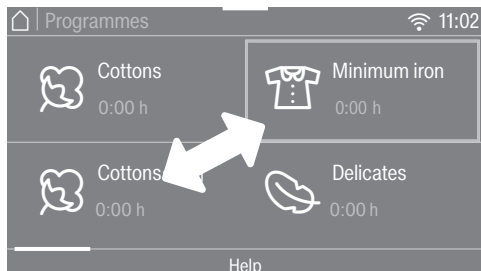 Programmes
11:02
Cottons
0:00 h
Minimum iron
0:00 h
Cottons
0:00 h
Delicates
0:00 h
Help